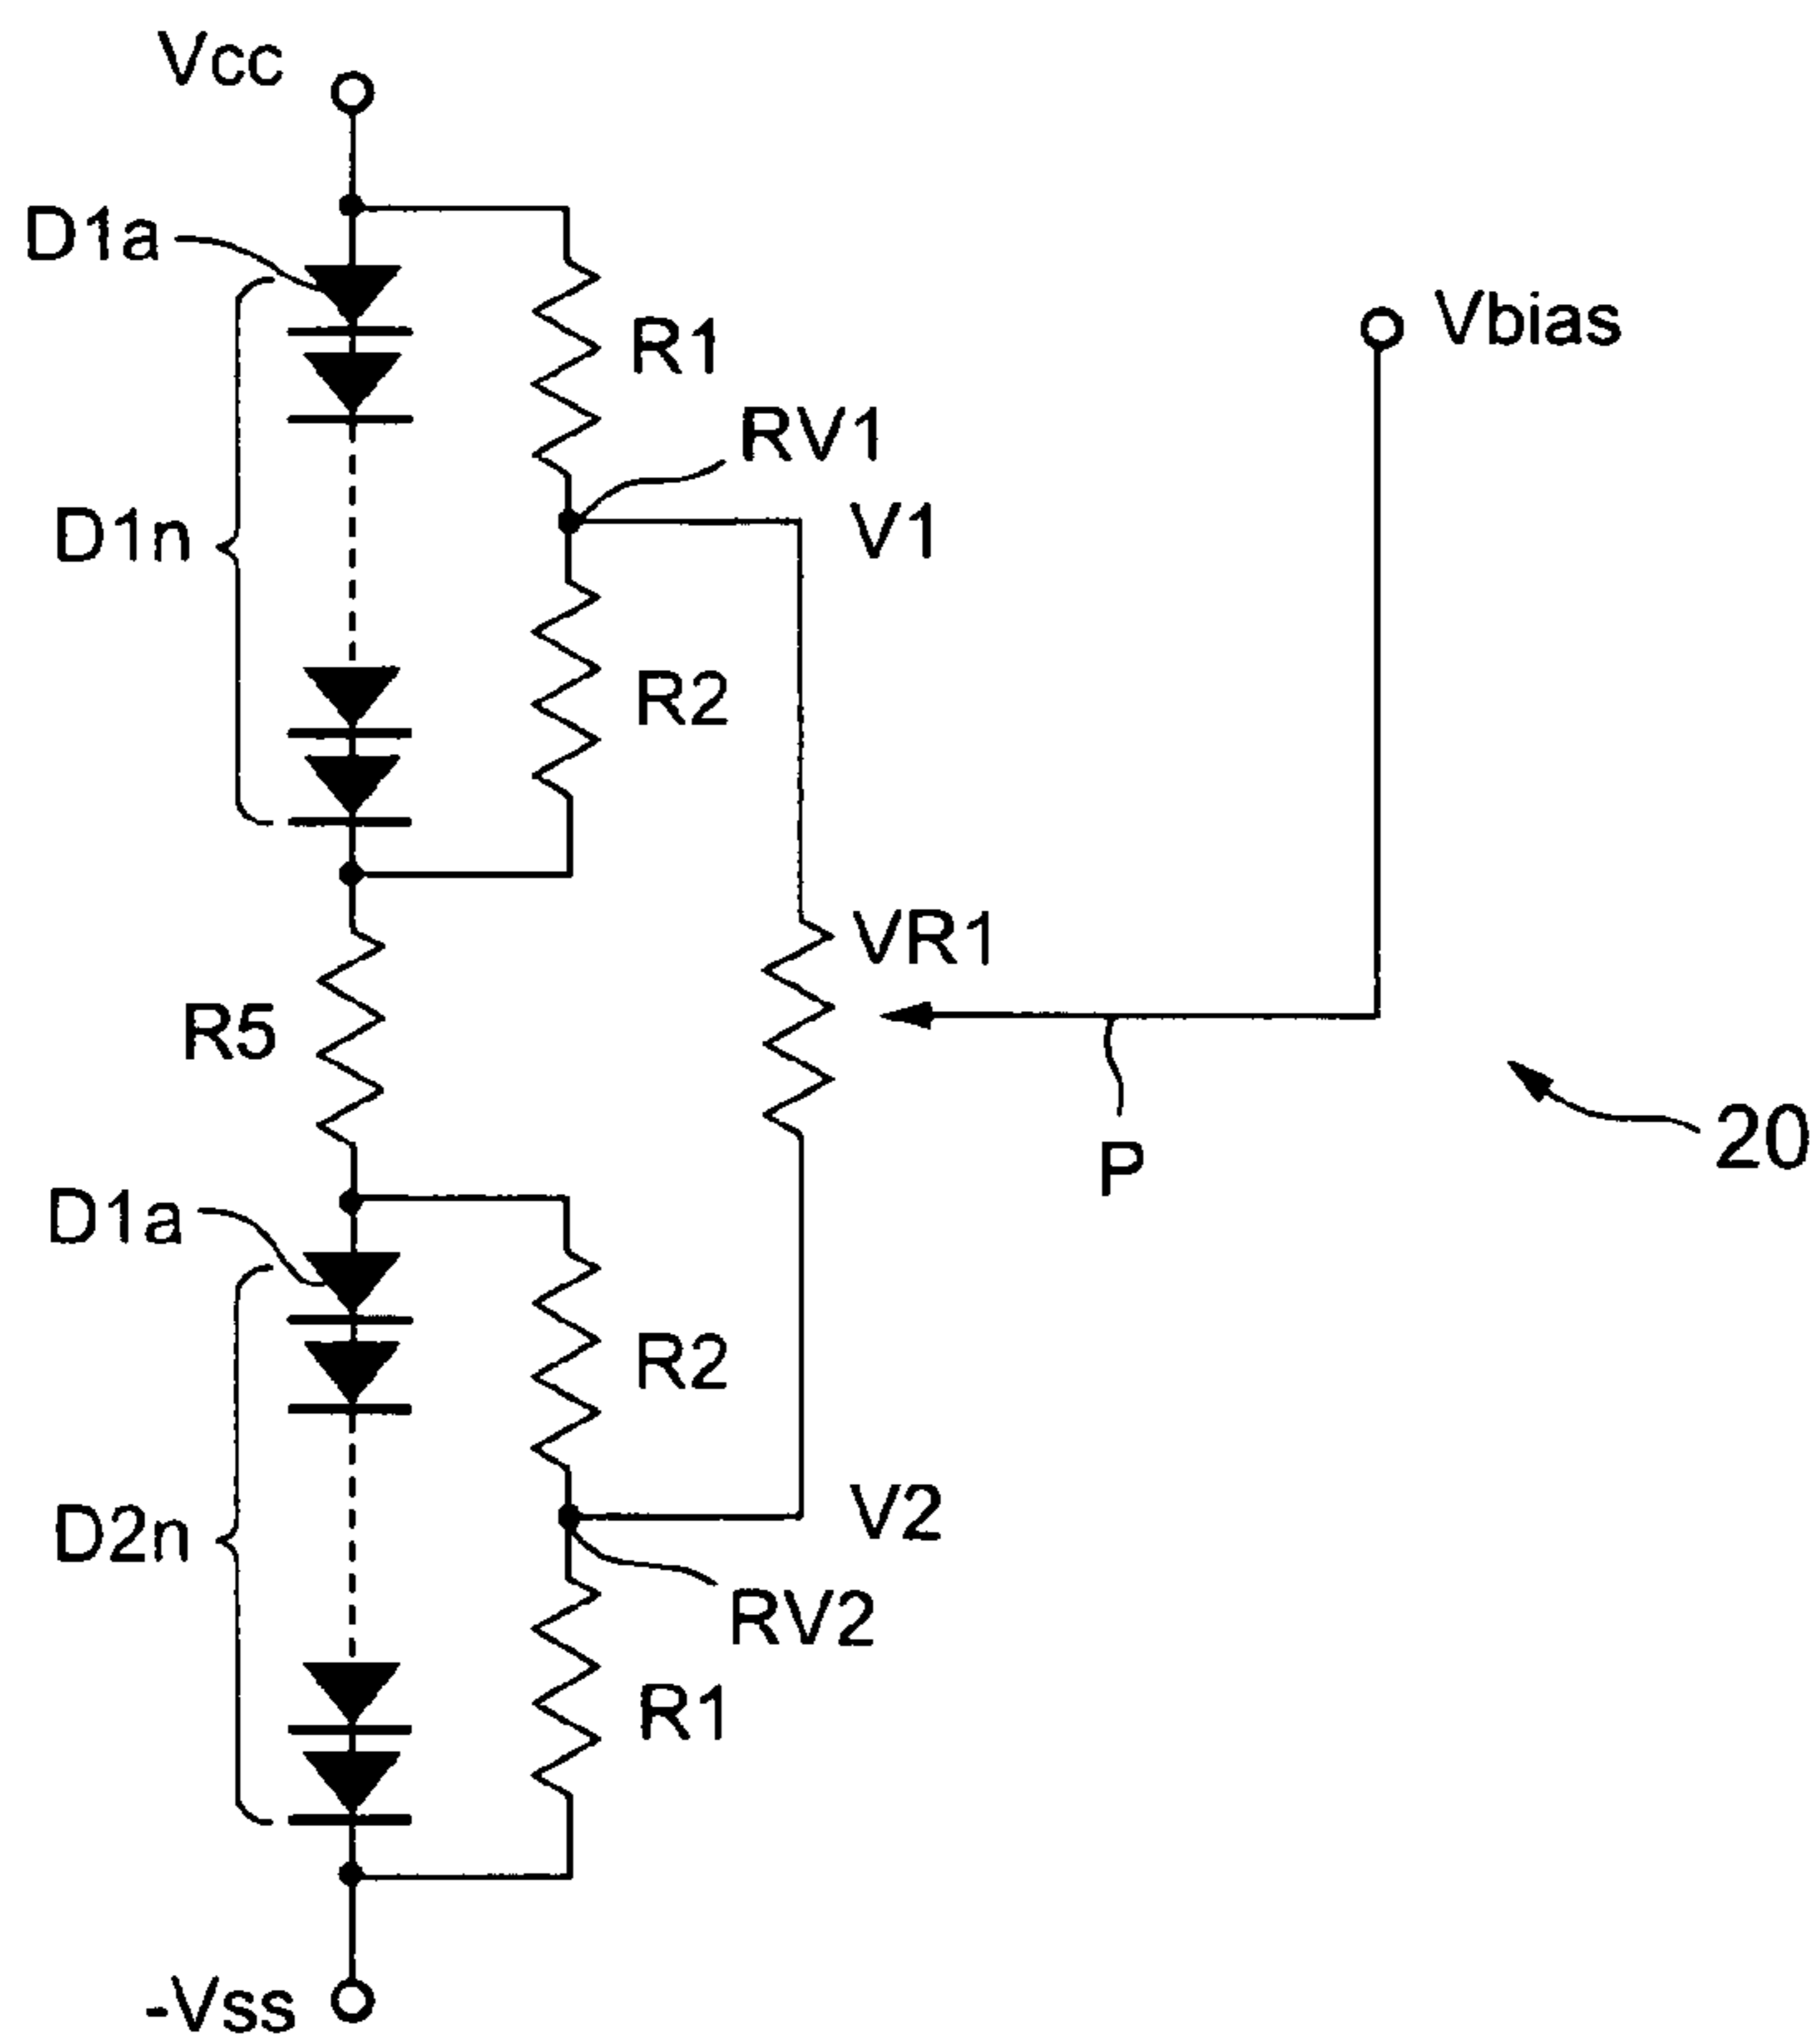 Vcc
D1a
R1
Vbias
RV1
D1n
V1
R2
VR1
R5
P
20
D1a
R2
D2n
V2
RV2
R1
-Vss